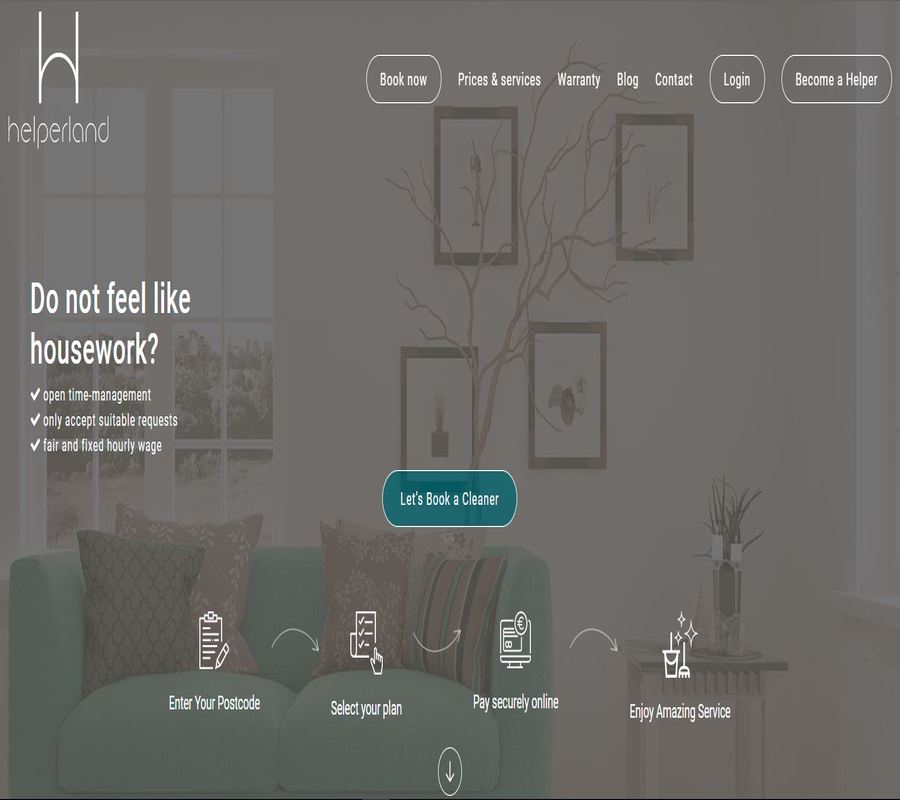 helperland
Book now
Prices & services
Warranty
Blog
Contact
Login
Become a Helper
Do not feel like
housework?
open time-management
only accept suitable requests
fair and fixed hourly wage
Let's Book a Cleaner
Enter Your Postcode
Select your plan
Pay securely online
Enjoy Amazing Service